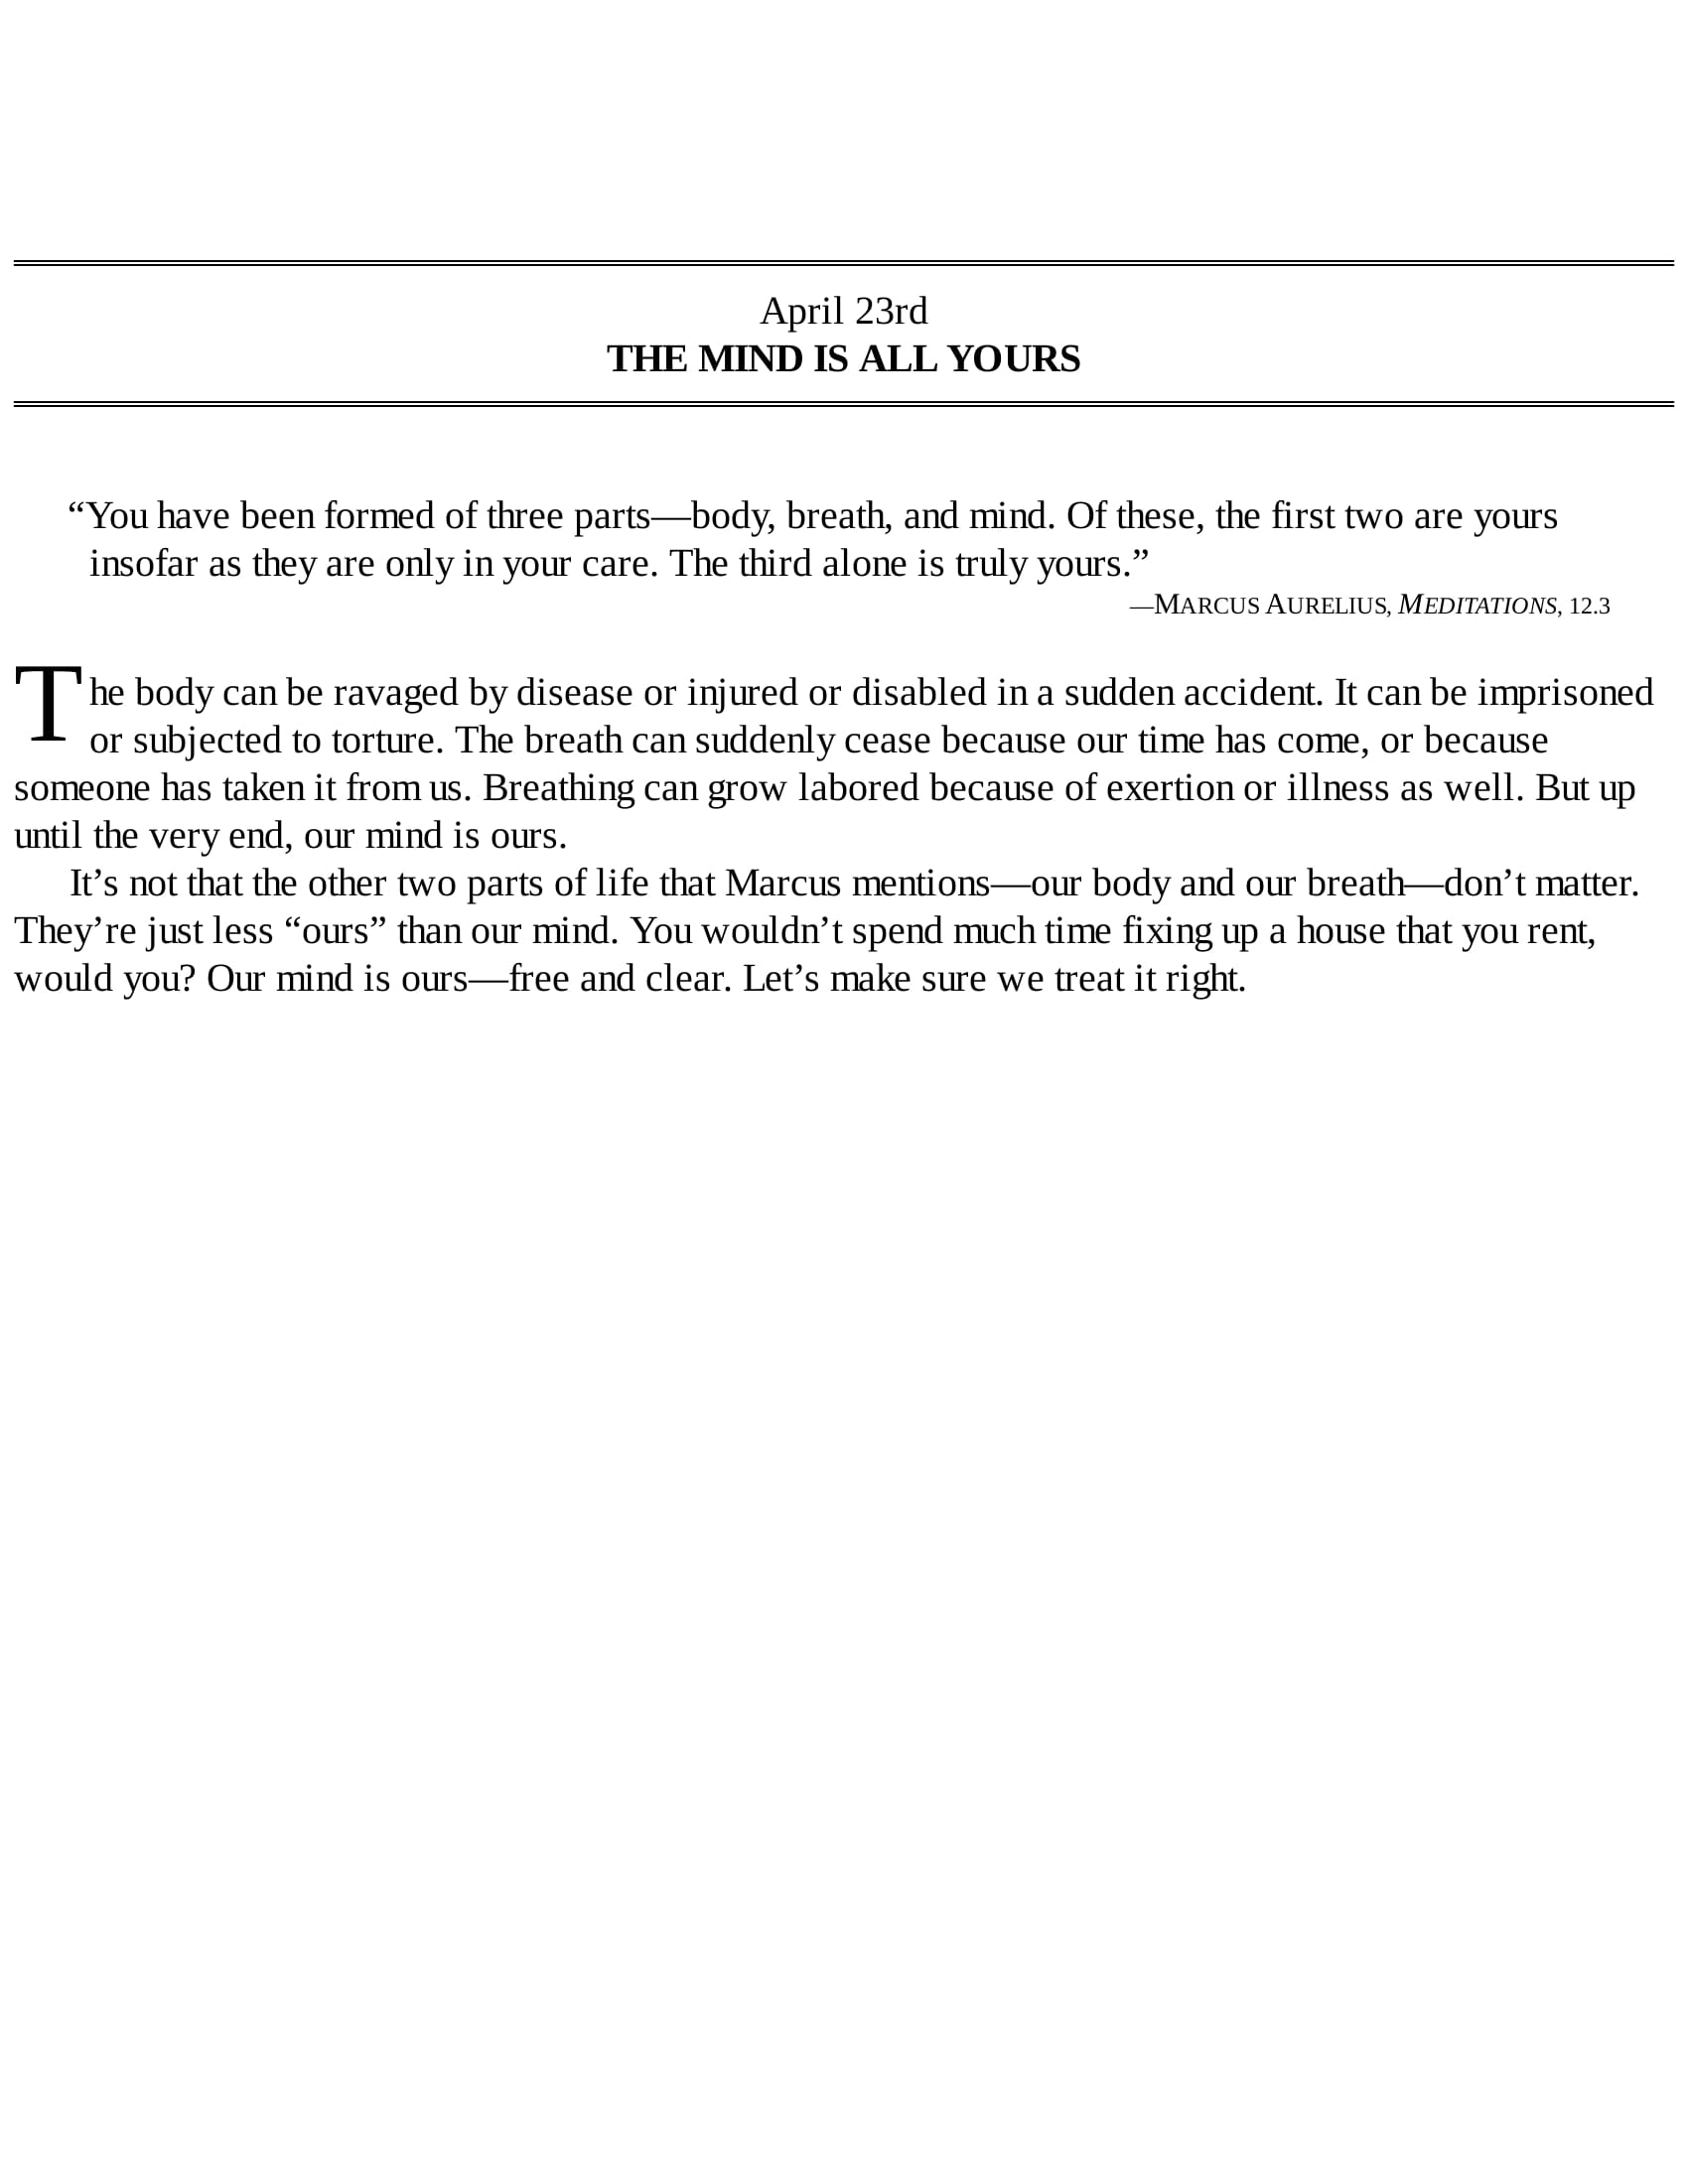 April 23rd
THE MIND IS ALL YOURS
“You have been formed of three parts—body, breath, and mind. Of these, the first two are yours
insofar as they are only in your care. The third alone is truly yours.”
—MARCUS AURELIUS, MEDITATIONS, 12.3
The body can be ravaged by disease or injured or disabled in a sudden accident. It can be imprisoned
or subjected to torture. The breath can suddenly cease because our time has come, or because
someone has taken it from us. Breathing can grow labored because of exertion or illness as well. But up
until the very end, our mind is ours.
It’s not that the other two parts of life that Marcus mentions—our body and our breath—don’t matter.
They’re just less “ours” than our mind. You wouldn’t spend much time fixing up a house that you rent,
would you? Our mind is ours—free and clear. Let’s make sure we treat it right.